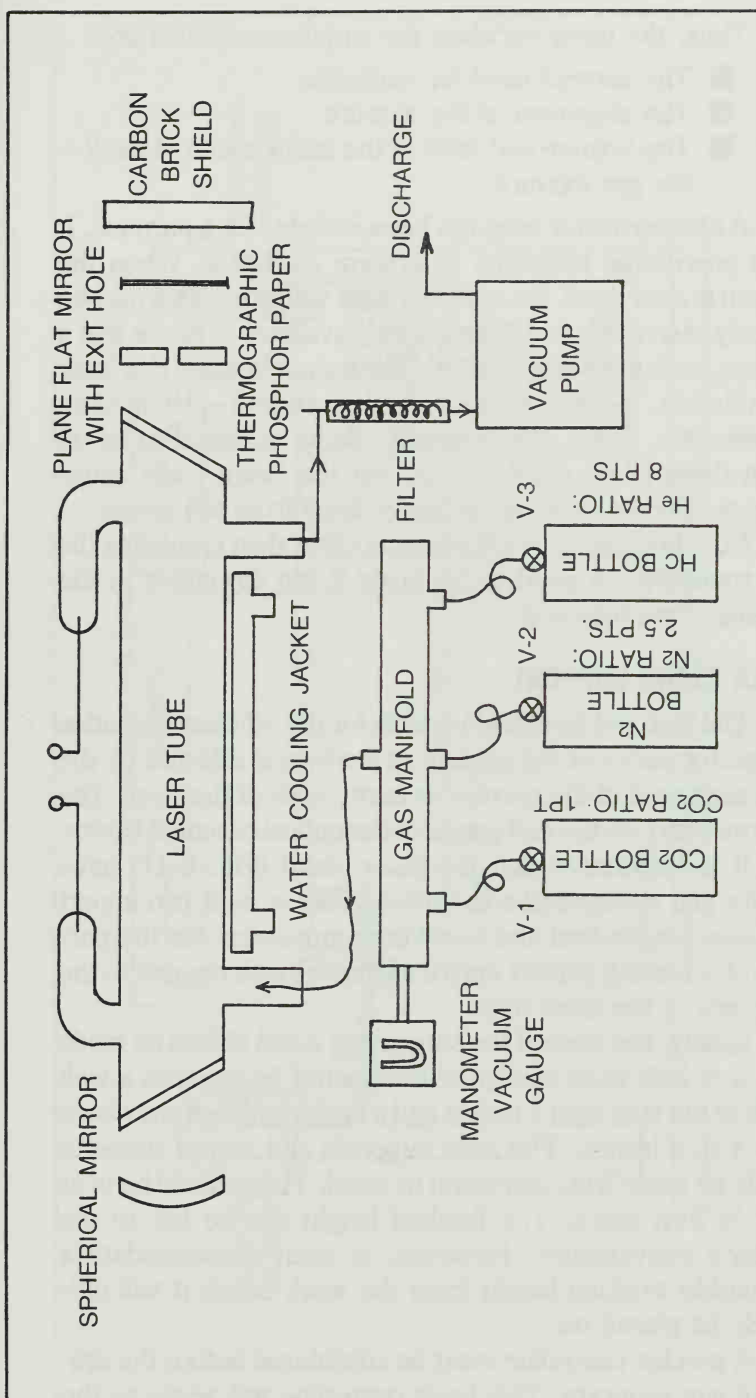 SPHERICAL MIRROR
LASER TUBE
WATER COOLING JACKET
PLANE FLAT MIRROR
WITH EXIT HOLE
CARBON
BRICK
SHIELD
THERMOGRAPHIC
PHOSPHOR PAPER
MANOMETER
VACUUM
GAUGE
GAS MANIFOLD
FILTER
DISCHARGE
VACUUM
PUMP
V-1
CO2 BOTTLE
CO2 RATIO: 1PT
V-2
N2
BOTTLE
N2 RATIO:
2.5 PTS.
V-3
Hc BOTTLE
He RATIO:
8 PTS